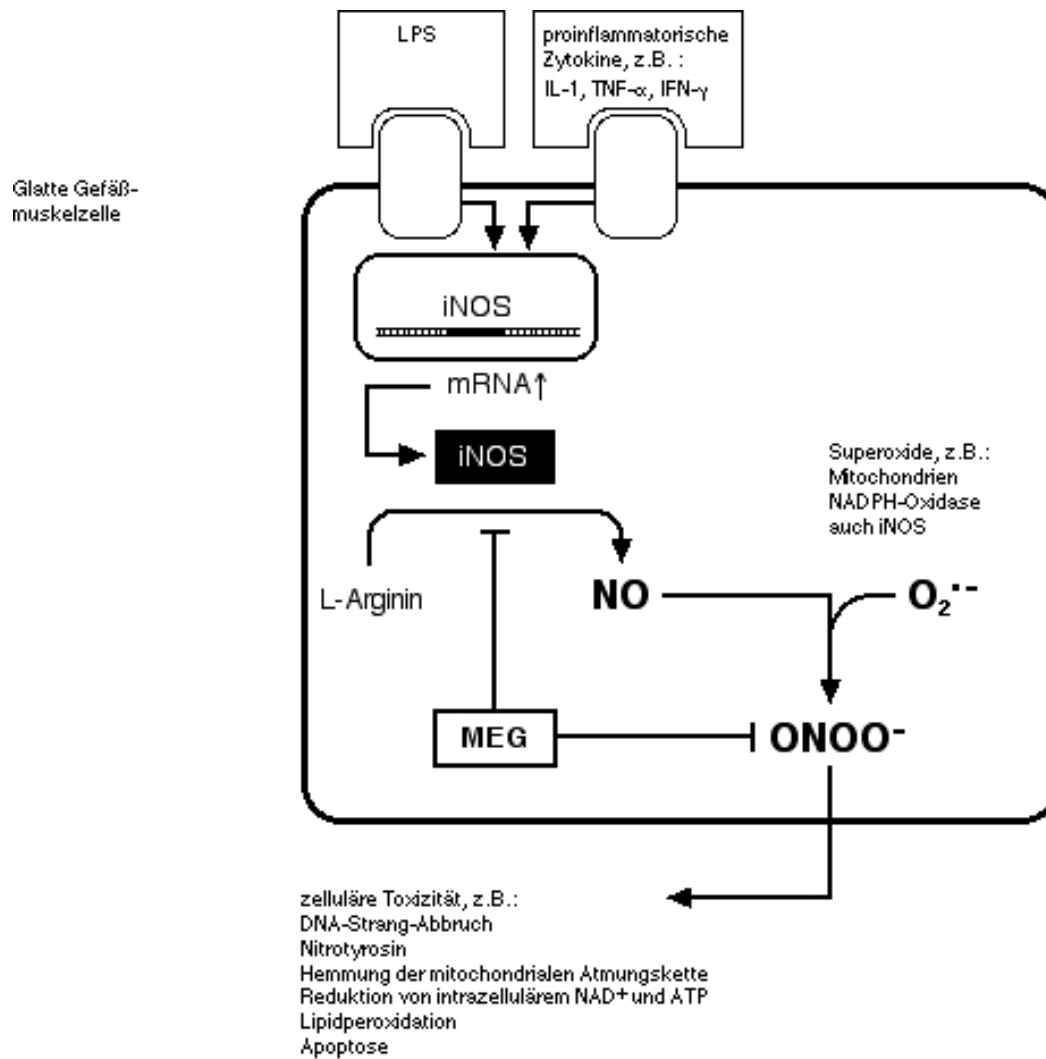 LPS
proinflammatorische
Zytokine, z.B. :
IL-1, TNF-α, IFN-γ
Glatte Gefäß-
muskelzelle
iNOS
mRNA↑
iNOS
Superoxide, z.B.:
Mitochondrien
NADPH-Oxidase
auch iNOS
L-Arginin
NO
O₂•-
MEG
ONOO⁻
zelluläre Toxizität, z.B.:
DNA-Strang-Abbruch
Nitrotyrosin
Hemmung der mitochondrialen Atmungskette
Reduktion von intrazellulärem NAD⁺ und ATP
Lipidperoxidation
Apoptose